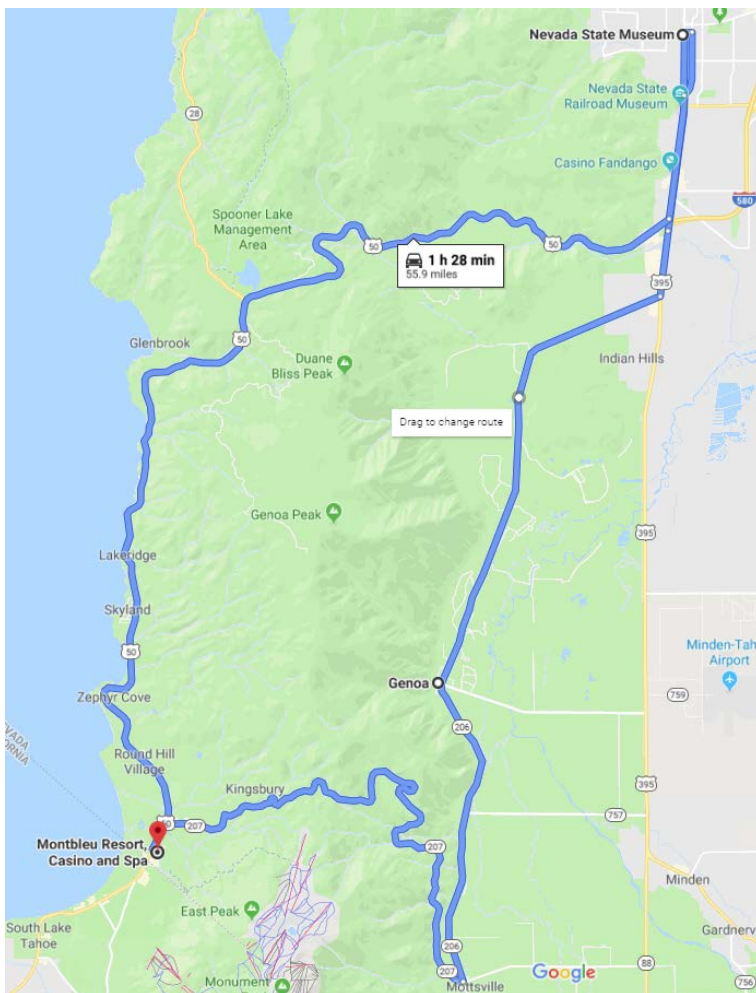 Nevada State Museum
Nevada State
Railroad Museum
28
Casino Fandango
580
Spooner Lake
Management
Area
50
50
1 h 28 min
55.9 miles
395
50
Glenbrook
Indian Hills
Duane
Bliss Peak
Drag to change route
Genoa Peak
395
Lakeridge
Skyland
Minden-Tah
Airport
50
Genoa
759
Zephyr Cove
206
NEVADA
CALIFORNIA
Round Hill
Village
395
Kingsbury
757
50
207
Montbleu Resort,
Casino and Spa
207
Minden
East Peak
South Lake
Tahoe
Gardnerv
206
88
207
Google
Monument
Mottsville
756